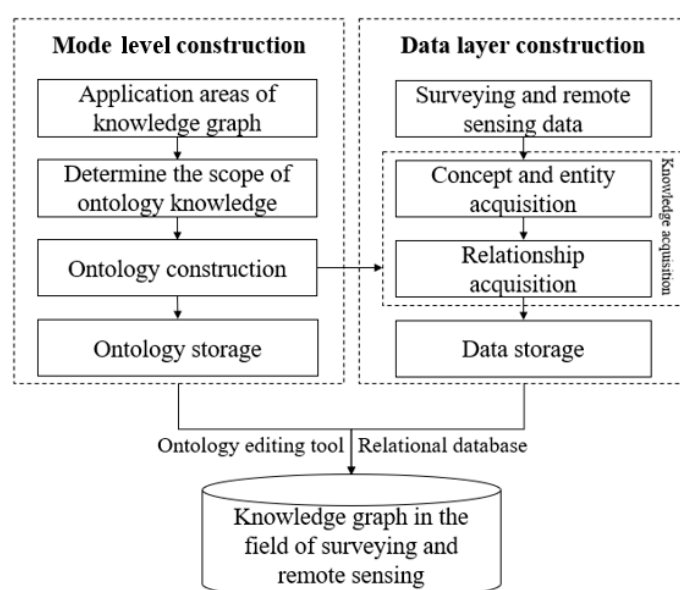 Mode level construction
Application areas of
knowledge graph
Determine the scope of
ontology knowledge
Ontology construction
Ontology storage
Data layer construction
Surveying and remote
sensing data
Concept and entity
acquisition
Relationship
acquisition
Knowledge acquisition
Data storage
Ontology editing tool
Relational database
Knowledge graph in the
field of surveying and
remote sensing